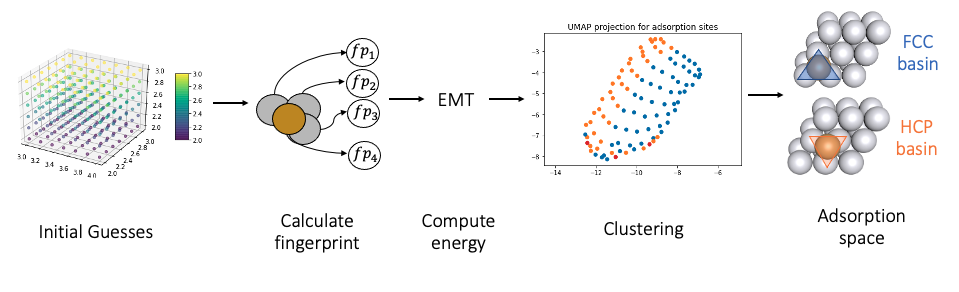 UMAP projection for adsorption sites
3.0
2.8
2.6
2.4
2.2
2.0
3.0
2.8
2.6
2.4
2.2
2.0
3.0
3.2
3.4
3.6
3.8
4.0
2.0
2.2
2.4
2.6
2.8
3.0
fp1
fp2
fp3
fp4
EMT
−3
−4
−5
−6
−7
−8
−14
−12
−10
−8
−6
FCC
basin
HCP
basin
Initial Guesses
Calculate
fingerprint
Compute
energy
Clustering
Adsorption
space